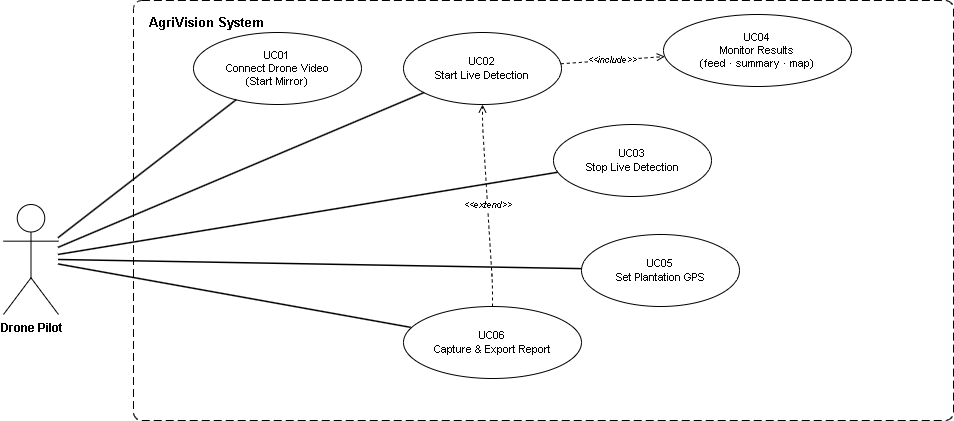 AgriVision System
UC01
Connect Drone Video
(Start Mirror)
UC02
Start Live Detection
<<include>>
UC04
Monitor Results
(feed · summary · map)
UC03
Stop Live Detection
<<extend>>
UC05
Set Plantation GPS
Drone Pilot
UC06
Capture & Export Report